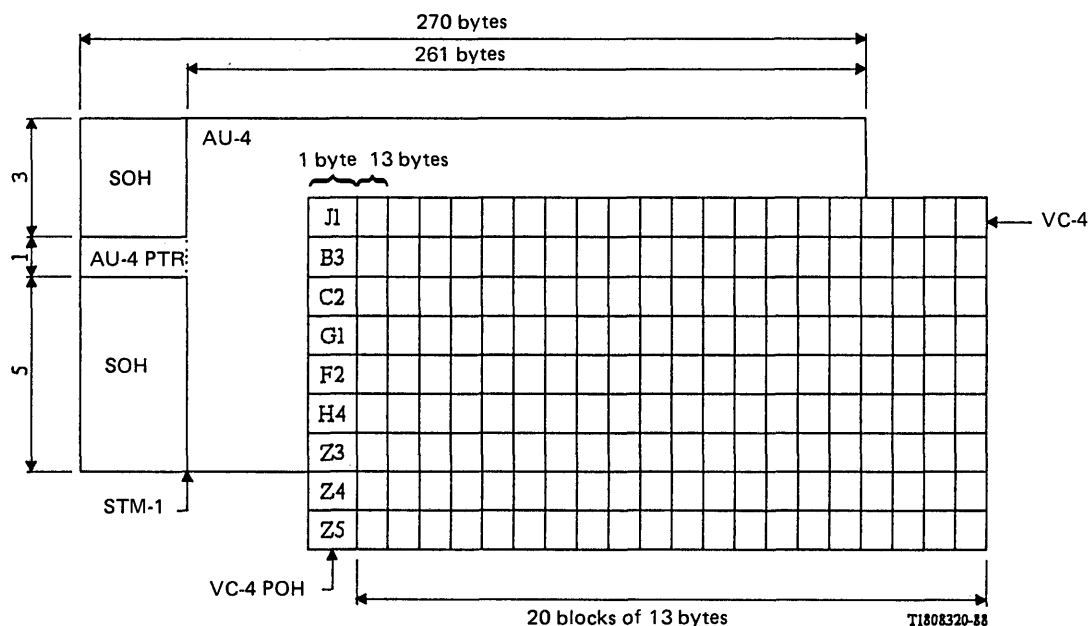 270 bytes
261 bytes
AU-4
1 byte 13 bytes
3
SOH
J1
VC-4
1
AU-4 PTR
B3
C2
G1
5
SOH
F2
H4
Z3
STM-1
Z4
Z5
VC-4 POH
20 blocks of 13 bytes
T1808320-88